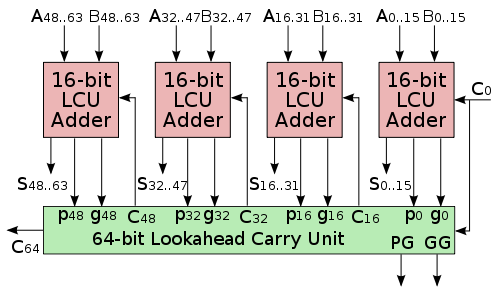 A48..63 B48..63 A32..47 B32..47 A16.31 B16..31 A0..15 B0..15
16-bit LCU Adder
16-bit LCU Adder
16-bit LCU Adder
16-bit LCU Adder
C0
S48..63 S32..47 S16..31 S0..15
p48 g48 C48 p32 g32 C32 p16 g16 C16 p0 g0
64-bit Lookahead Carry Unit
PG GG
C64